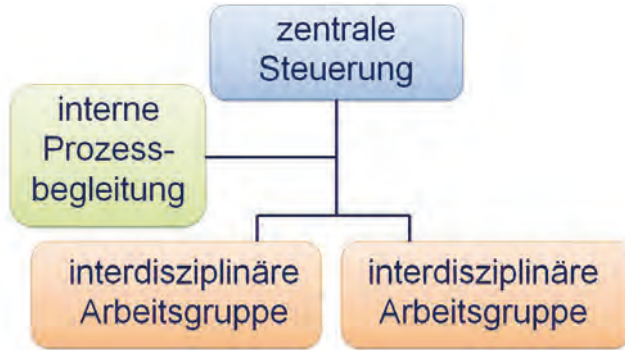 zentrale
Steuerung
interne
Prozess-
begleitung
interdisziplinäre
Arbeitsgruppe
interdisziplinäre
Arbeitsgruppe